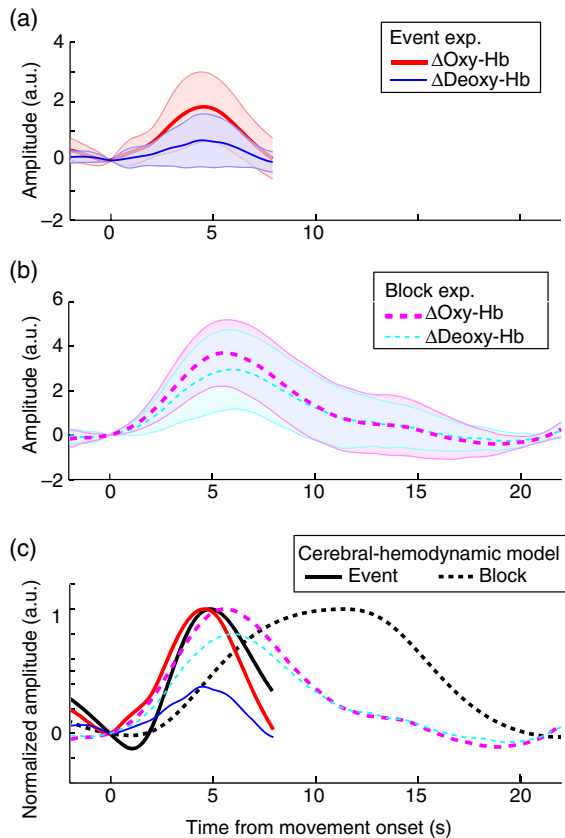 (a)
4
2
0
−2
Amplitude (a.u.)
Event exp.
ΔOxy-Hb
ΔDeoxy-Hb
0
5
10
15
20
(b)
6
4
2
0
−2
Amplitude (a.u.)
Block exp.
ΔOxy-Hb
ΔDeoxy-Hb
0
5
10
15
20
(c)
Cerebral-hemodynamic model
Event Block
1
0
Normalized amplitude (a.u.)
0
5
10
15
20
Time from movement onset (s)